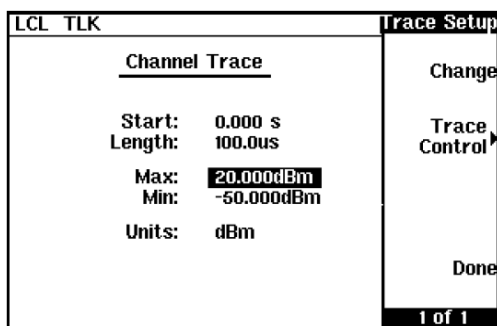 LCL TLK
Trace Setup
Channel Trace
Change
Start: 0.000 s
Length: 100.0us
Trace
Control
Max: 20.000dBm
Min: -50.000dBm
Units: dBm
Done
1 of 1